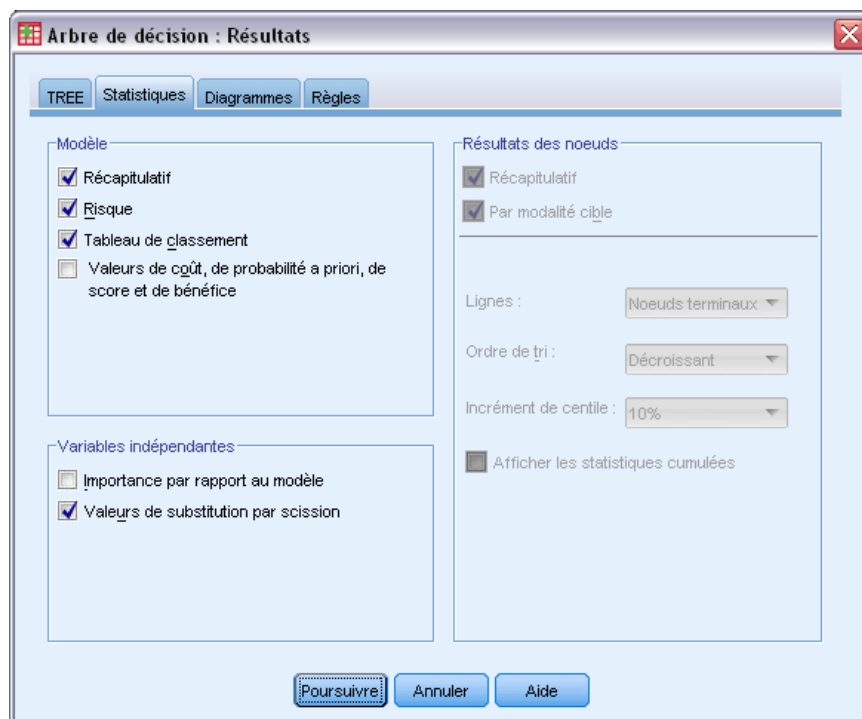 Arbre de décision : Résultats
TREE
Statistiques
Diagrammes
Règles
Modèle
Récapitulatif
Risque
Tableau de classement
Valeurs de coût, de probabilité a priori, de
score et de bénéfice
Variables indépendantes
Importance par rapport au modèle
Valeurs de substitution par scission
Résultats des noeuds
Récapitulatif
Par modalité cible
Lignes :
Noeuds terminaux
Ordre de tri :
Décroissant
Incrément de centile :
10%
Afficher les statistiques cumulées
Poursuivre
Annuler
Aide